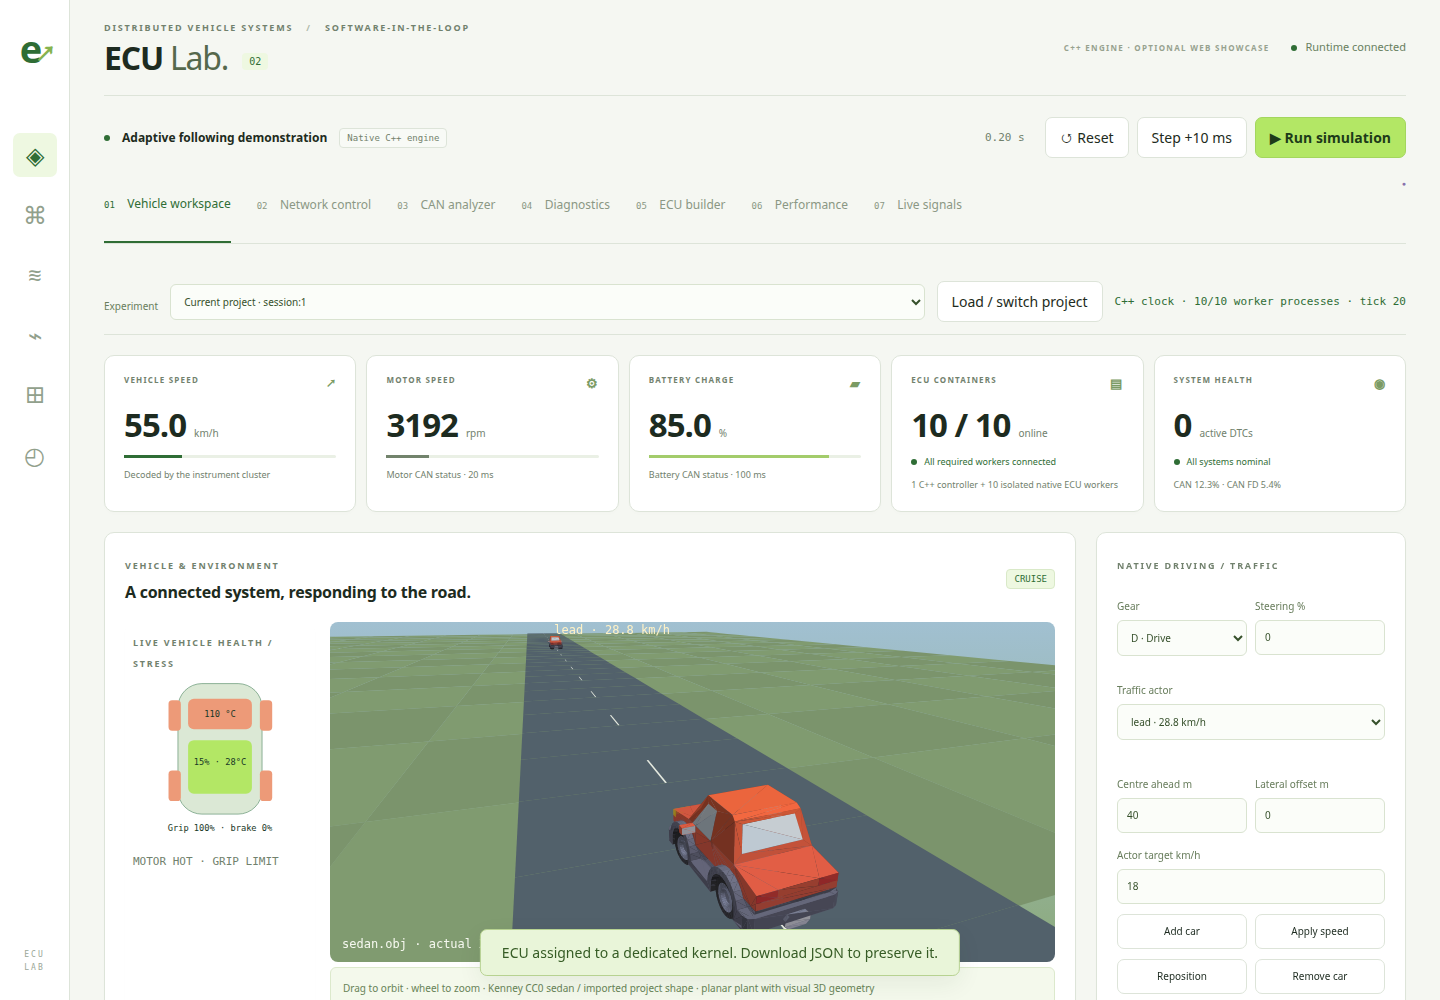 DISTRIBUTED VEHICLE SYSTEMS / SOFTWARE-IN-THE-LOOP
ECU Lab. 02
C++ ENGINE · OPTIONAL WEB SHOWCASE
Runtime connected
Adaptive following demonstration
Native C++ engine
0.20 s
Reset
Step +10 ms
Run simulation
01 Vehicle workspace
02 Network control
03 CAN analyzer
04 Diagnostics
05 ECU builder
06 Performance
07 Live signals
Experiment
Current project · session:1
Load / switch project
C++ clock · 10/10 worker processes · tick 20
VEHICLE SPEED
55.0 km/h
Decoded by the instrument cluster
MOTOR SPEED
3192 rpm
Motor CAN status · 20 ms
BATTERY CHARGE
85.0 %
Battery CAN status · 100 ms
ECU CONTAINERS
10 / 10 online
All required workers connected
1 C++ controller + 10 isolated native ECU workers
SYSTEM HEALTH
0 active DTCs
All systems nominal
CAN 12.3% · CAN FD 5.4%
VEHICLE & ENVIRONMENT
A connected system, responding to the road.
CRUISE
LIVE VEHICLE HEALTH /
STRESS
110 °C
15% · 28°C
Grip 100% · brake 0%
MOTOR HOT · GRIP LIMIT
lead · 28.8 km/h
sedan.obj · actual
ECU assigned to a dedicated kernel. Download JSON to preserve it.
Drag to orbit · wheel to zoom · Kenney CC0 sedan / imported project shape · planar plant with visual 3D geometry
NATIVE DRIVING / TRAFFIC
Gear
D · Drive
Steering %
0
Traffic actor
lead · 28.8 km/h
Centre ahead m
40
Lateral offset m
0
Actor target km/h
18
Add car
Apply speed
Reposition
Remove car
e
ECU
LAB